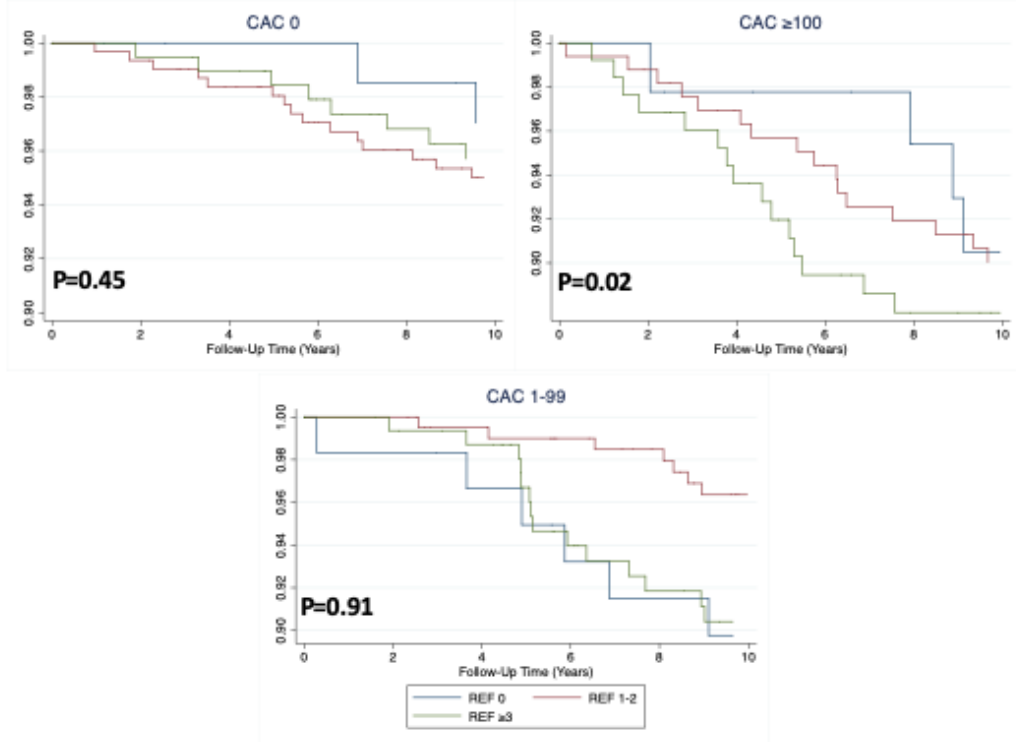 CAC 0
1.00
0.98
0.96
0.94
0.92
0.90
P=0.45
0 2 4 6 8 10
Follow-Up Time (Years)
CAC ≥100
1.00
0.98
0.96
0.94
0.92
0.90
P=0.02
0 2 4 6 8 10
Follow-Up Time (Years)
CAC 1-99
1.00
0.98
0.96
0.94
0.92
0.90
P=0.91
0 2 4 6 8 10
Follow-Up Time (Years)
REF 0 REF 1-2
REF ≥3